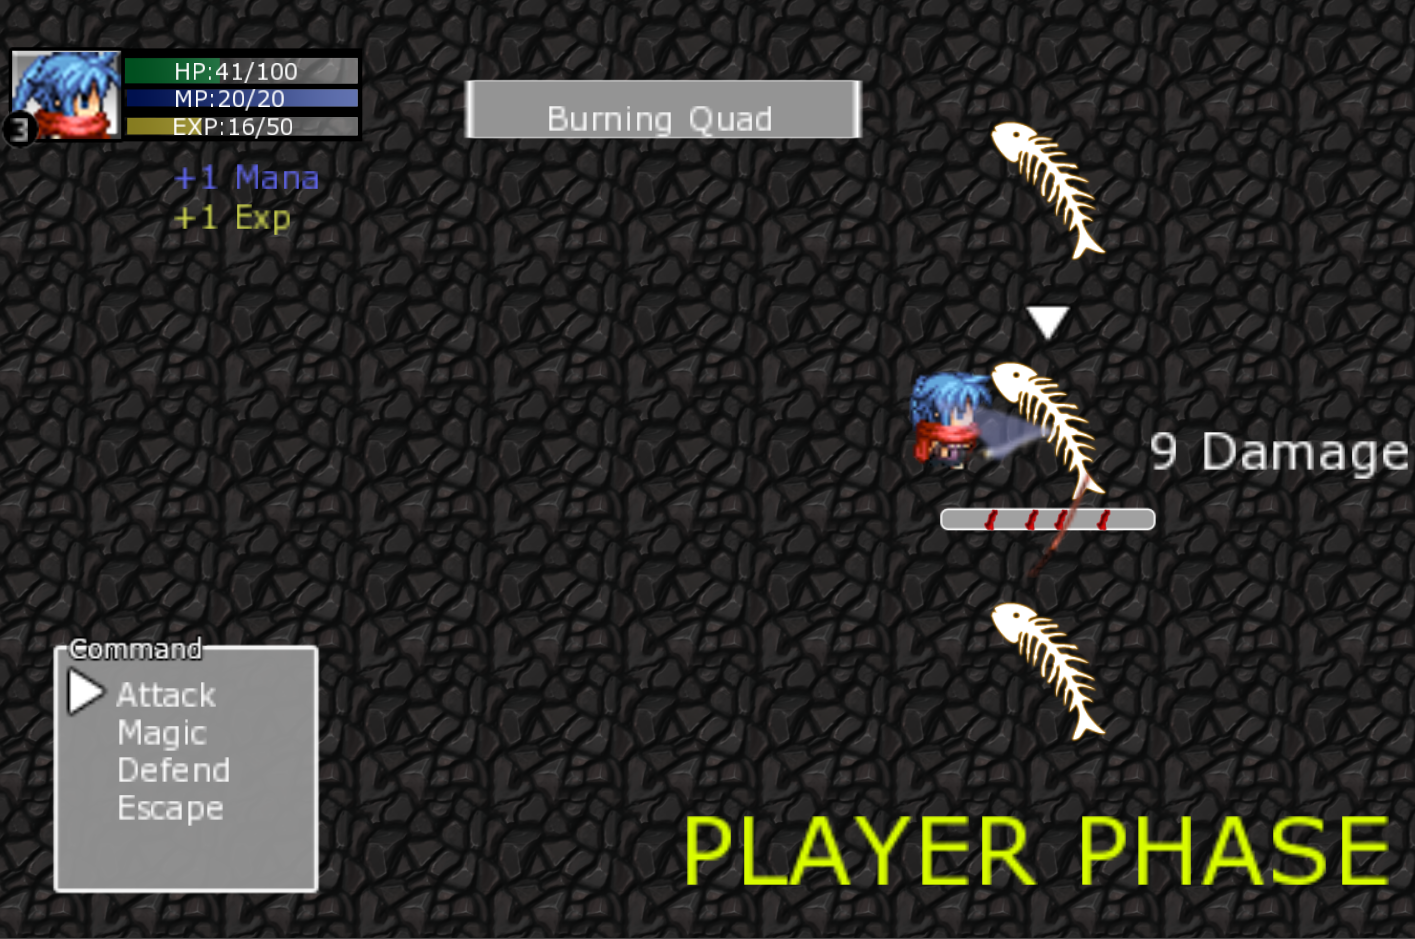 HP:41/100
MP:20/20
EXP:16/50
3
+1 Mana
+1 Exp
Burning Quad
9 Damage
Command
Attack
Magic
Defend
Escape
PLAYER PHASE